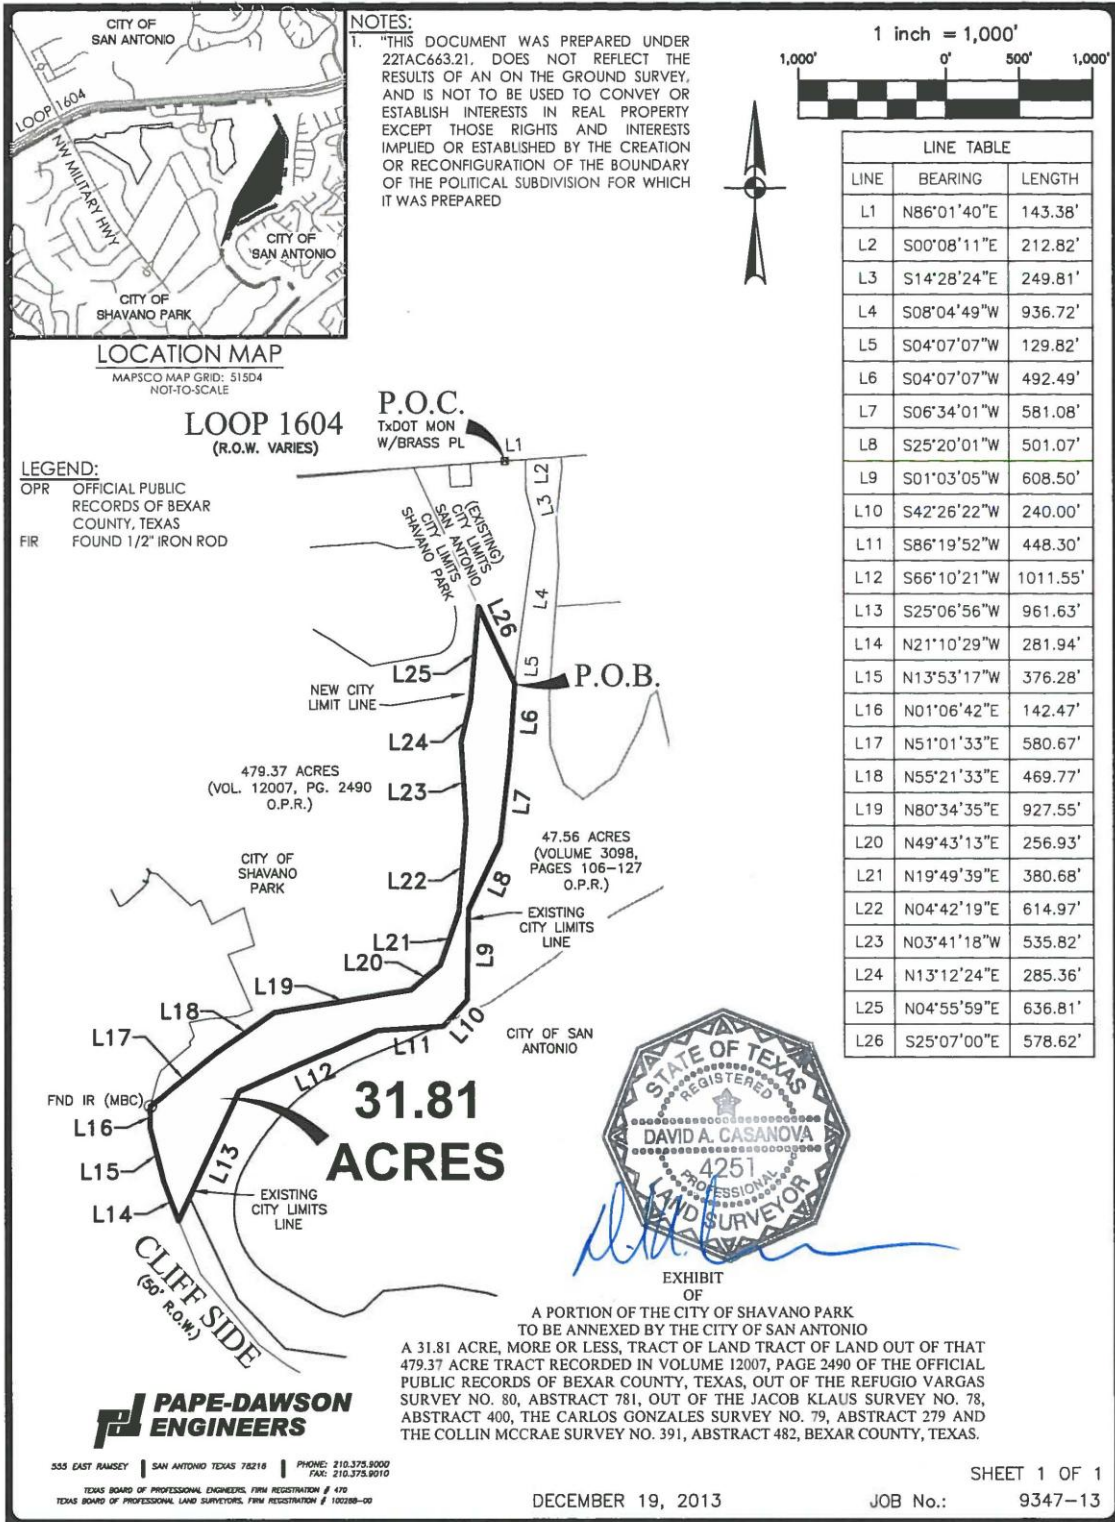 CITY OF
SAN ANTONIO
LOOP 1604
NW MILITARY HWY
CITY OF
SAN ANTONIO
CITY OF
SHAVANO PARK
LOCATION MAP
MAPSCO MAP GRID: 515D4
NOT-TO-SCALE
NOTES:
1. "THIS DOCUMENT WAS PREPARED UNDER
22TAC663.21, DOES NOT REFLECT THE
RESULTS OF AN ON THE GROUND SURVEY,
AND IS NOT TO BE USED TO CONVEY OR
ESTABLISH INTERESTS IN REAL PROPERTY
EXCEPT THOSE RIGHTS AND INTERESTS
IMPLIED OR ESTABLISHED BY THE CREATION
OR RECONFIGURATION OF THE BOUNDARY
OF THE POLITICAL SUBDIVISION FOR WHICH
IT WAS PREPARED
1 inch = 1,000'
1,000' 0' 500' 1,000'
LINE TABLE
LINE BEARING LENGTH
L1 N86°01'40"E 143.38'
L2 S00°08'11"E 212.82'
L3 S14°28'24"E 249.81'
L4 S08°04'49"W 936.72'
L5 S04°07'07"W 129.82'
L6 S04°07'07"W 492.49'
L7 S06°34'01"W 581.08'
L8 S25°20'01"W 501.07'
L9 S01°03'05"W 608.50'
L10 S42°26'22"W 240.00'
L11 S86°19'52"W 448.30'
L12 S66°10'21"W 1011.55'
L13 S25°06'56"W 961.63'
L14 N21°10'29"W 281.94'
L15 N13°53'17"W 376.28'
L16 N01°06'42"E 142.47'
L17 N51°01'33"E 580.67'
L18 N55°21'33"E 469.77'
L19 N80°34'35"E 927.55'
L20 N49°43'13"E 256.93'
L21 N19°49'39"E 380.68'
L22 N04°42'19"E 614.97'
L23 N03°41'18"W 535.82'
L24 N13°12'24"E 285.36'
L25 N04°55'59"E 636.81'
L26 S25°07'00"E 578.62'
LOOP 1604
(R.O.W. VARIES)
P.O.C.
TxDOT MON
W/BRASS PL
L1
LEGEND:
OPR OFFICIAL PUBLIC
RECORDS OF BEXAR
COUNTY, TEXAS
FIR FOUND 1/2" IRON ROD
L2
L3
(EXISTING)
CITY LIMITS
SAN ANTONIO
CITY LIMITS
SHAVANO PARK
L4
L26
L25
L5
P.O.B.
NEW CITY
LIMIT LINE
L6
L24
479.37 ACRES
(VOL. 12007, PG. 2490
O.P.R.)
L23
L7
47.56 ACRES
(VOLUME 3098,
PAGES 106-127
O.P.R.)
CITY OF
SHAVANO
PARK
L22
L8
EXISTING
CITY LIMITS
LINE
L21
L9
L20
L19
L18
L10
L17
L11
CITY OF SAN
ANTONIO
L12
FND IR (MBC)
L16
31.81
ACRES
L15
L13
L14
EXISTING
CITY LIMITS
LINE
CLIFF SIDE
(50' R.O.W.)
STATE OF TEXAS
REGISTERED
DAVID A. CASANOVA
4251
PROFESSIONAL
LAND SURVEYOR
EXHIBIT
OF
A PORTION OF THE CITY OF SHAVANO PARK
TO BE ANNEXED BY THE CITY OF SAN ANTONIO
A 31.81 ACRE, MORE OR LESS, TRACT OF LAND TRACT OF LAND OUT OF THAT
479.37 ACRE TRACT RECORDED IN VOLUME 12007, PAGE 2490 OF THE OFFICIAL
PUBLIC RECORDS OF BEXAR COUNTY, TEXAS, OUT OF THE REFUGIO VARGAS
SURVEY NO. 80, ABSTRACT 781, OUT OF THE JACOB KLAUS SURVEY NO. 78,
ABSTRACT 400, THE CARLOS GONZALES SURVEY NO. 79, ABSTRACT 279 AND
THE COLLIN MCCRAE SURVEY NO. 391, ABSTRACT 482, BEXAR COUNTY, TEXAS.
PAPE-DAWSON
ENGINEERS
555 EAST RAMSEY SAN ANTONIO TEXAS 78216 PHONE: 210.375.9000
FAX: 210.375.9010
TEXAS BOARD OF PROFESSIONAL ENGINEERS, FIRM REGISTRATION # 470
TEXAS BOARD OF PROFESSIONAL LAND SURVEYORS, FIRM REGISTRATION # 100288-00
DECEMBER 19, 2013
SHEET 1 OF 1
JOB No.: 9347-13